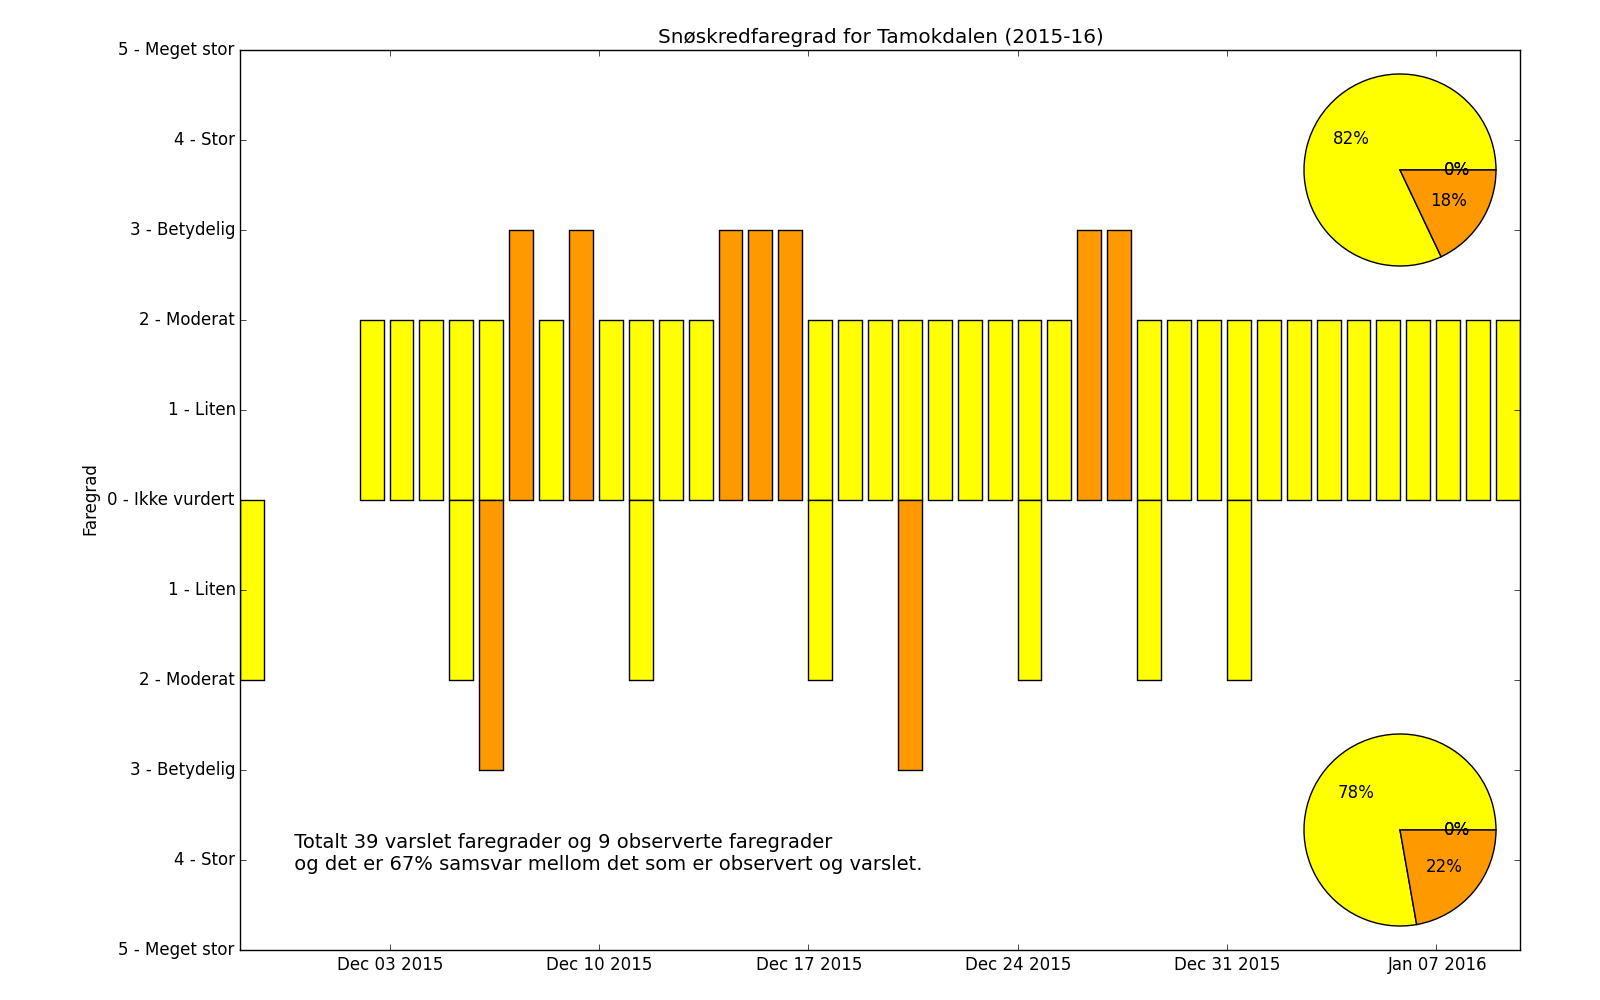 Snøskredfaregrad for Tamokdalen (2015-16)
5 - Meget stor
4 - Stor
3 - Betydelig
2 - Moderat
1 - Liten
0 - Ikke vurdert
1 - Liten
2 - Moderat
3 - Betydelig
4 - Stor
5 - Meget stor
Faregrad
82%
0%
18%
78%
0%
22%
Totalt 39 varslet faregrader og 9 observerte faregrader
og det er 67% samsvar mellom det som er observert og varslet.
Dec 03 2015
Dec 10 2015
Dec 17 2015
Dec 24 2015
Dec 31 2015
Jan 07 2016